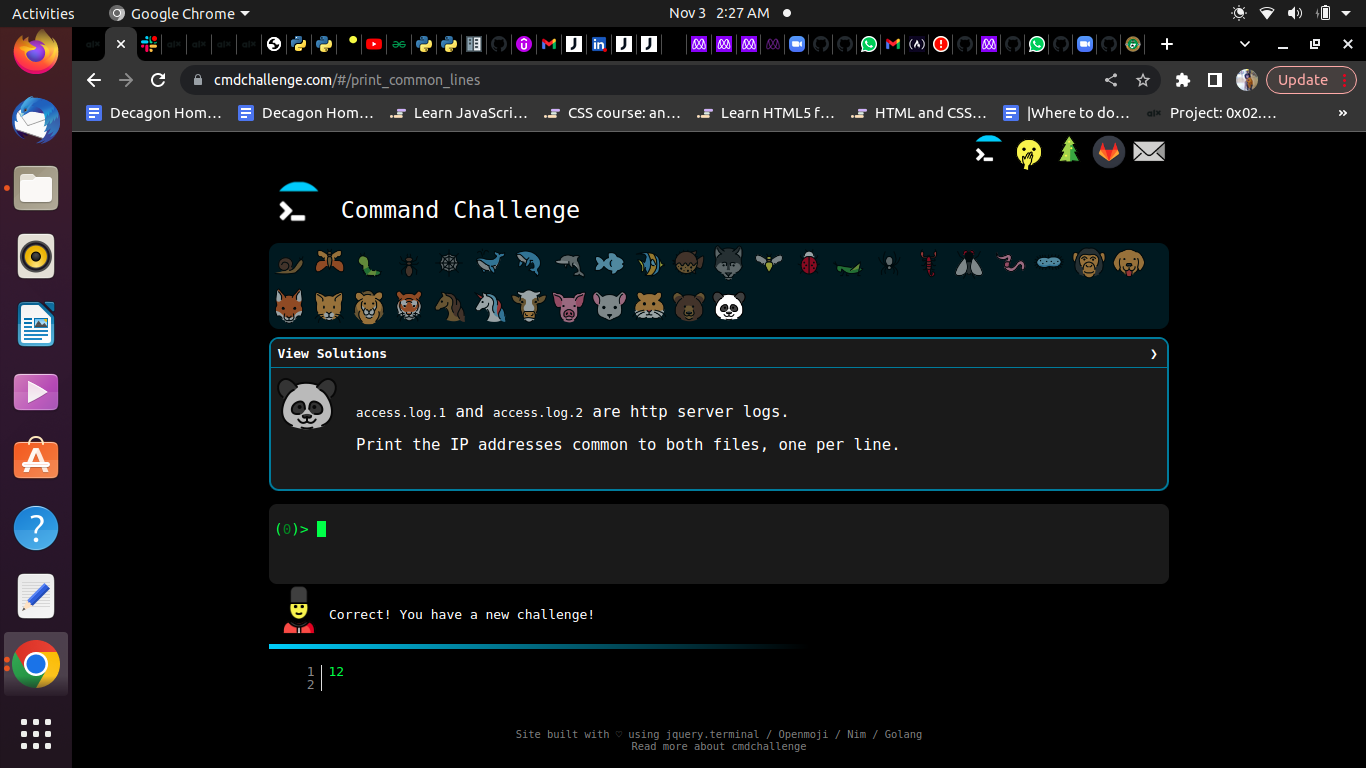 Activities
Google Chrome
Nov 3 2:27 AM
cmdchallenge.com/#/print_common_lines
Update
Decagon Hom…
Decagon Hom…
Learn JavaScri…
CSS course: an…
Learn HTML5 f…
HTML and CSS…
|Where to do…
Project: 0x02.…
»
Command Challenge
View Solutions
access.log.1 and access.log.2 are http server logs.
Print the IP addresses common to both files, one per line.
(0)>
Correct! You have a new challenge!
1 12
2
Site built with ♡ using jquery.terminal / Openmoji / Nim / Golang
Read more about cmdchallenge